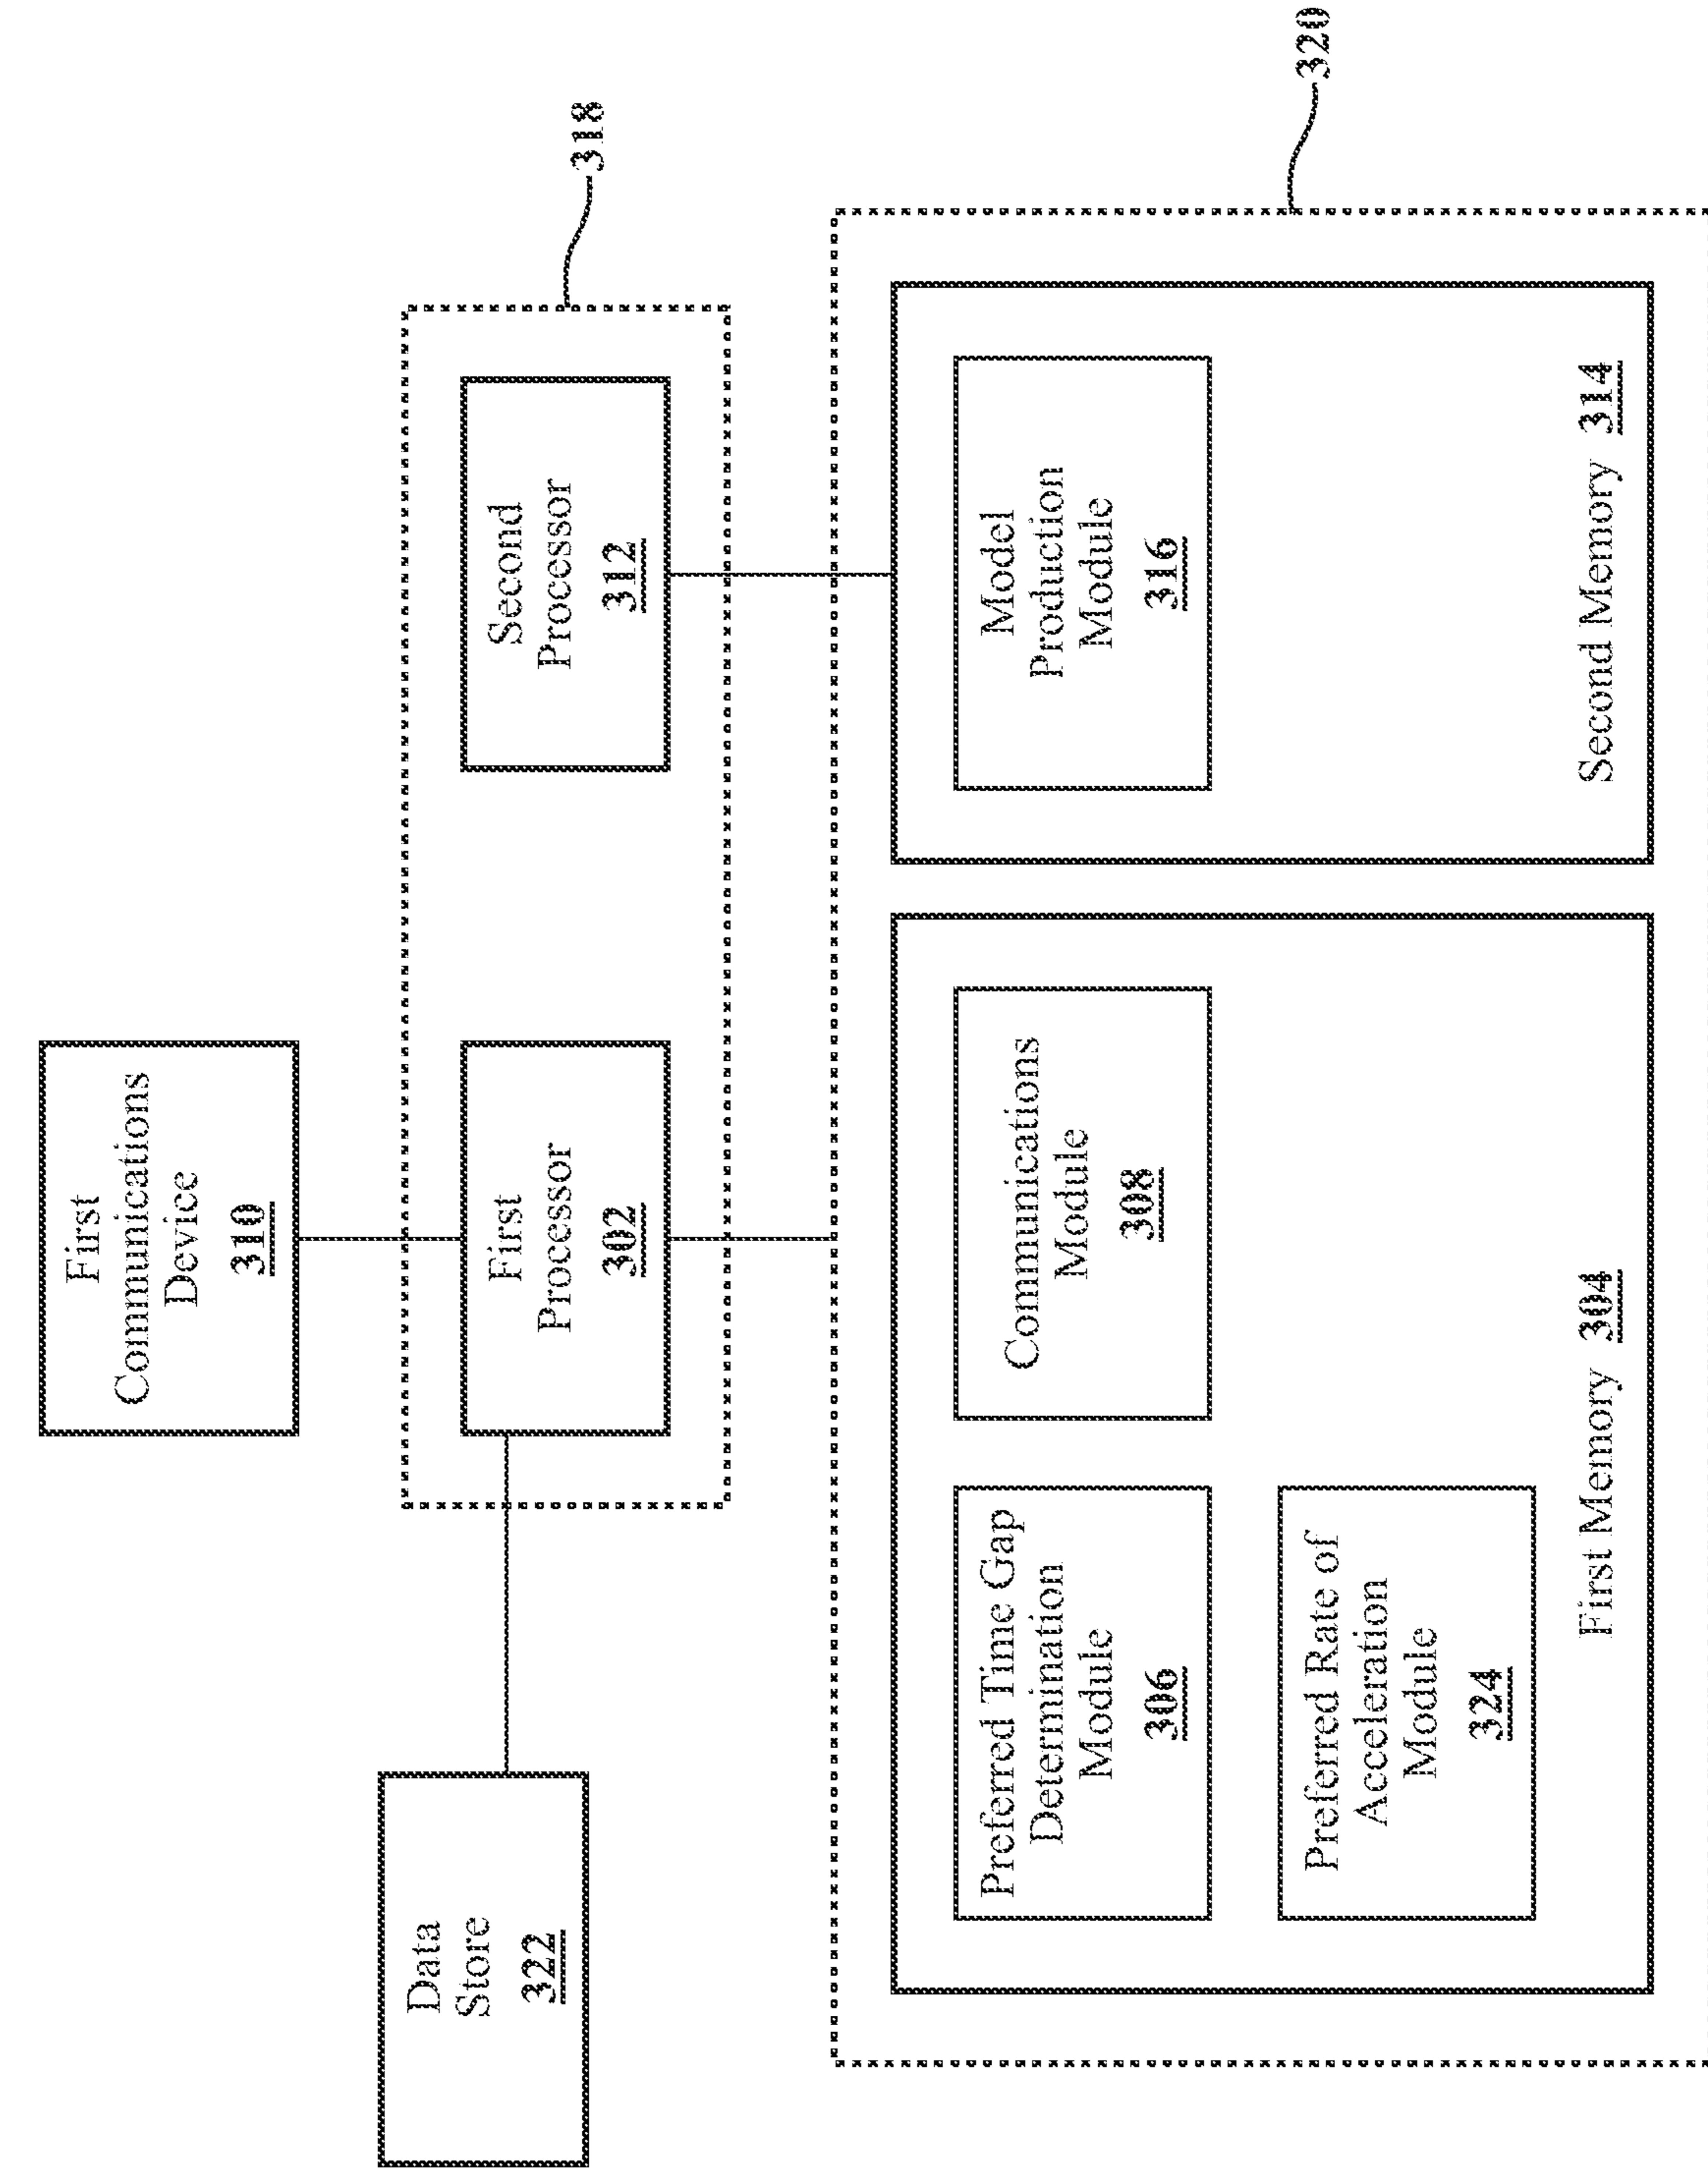 First
Communications
Device
310
318
Data
Store
322
First
Processor
302
Second
Processor
312
320
Preferred Time Gap
Determination
Module
306
Communications
Module
308
Model
Production
Module
316
Preferred Rate of
Acceleration
Module
324
First Memory 304
Second Memory 314